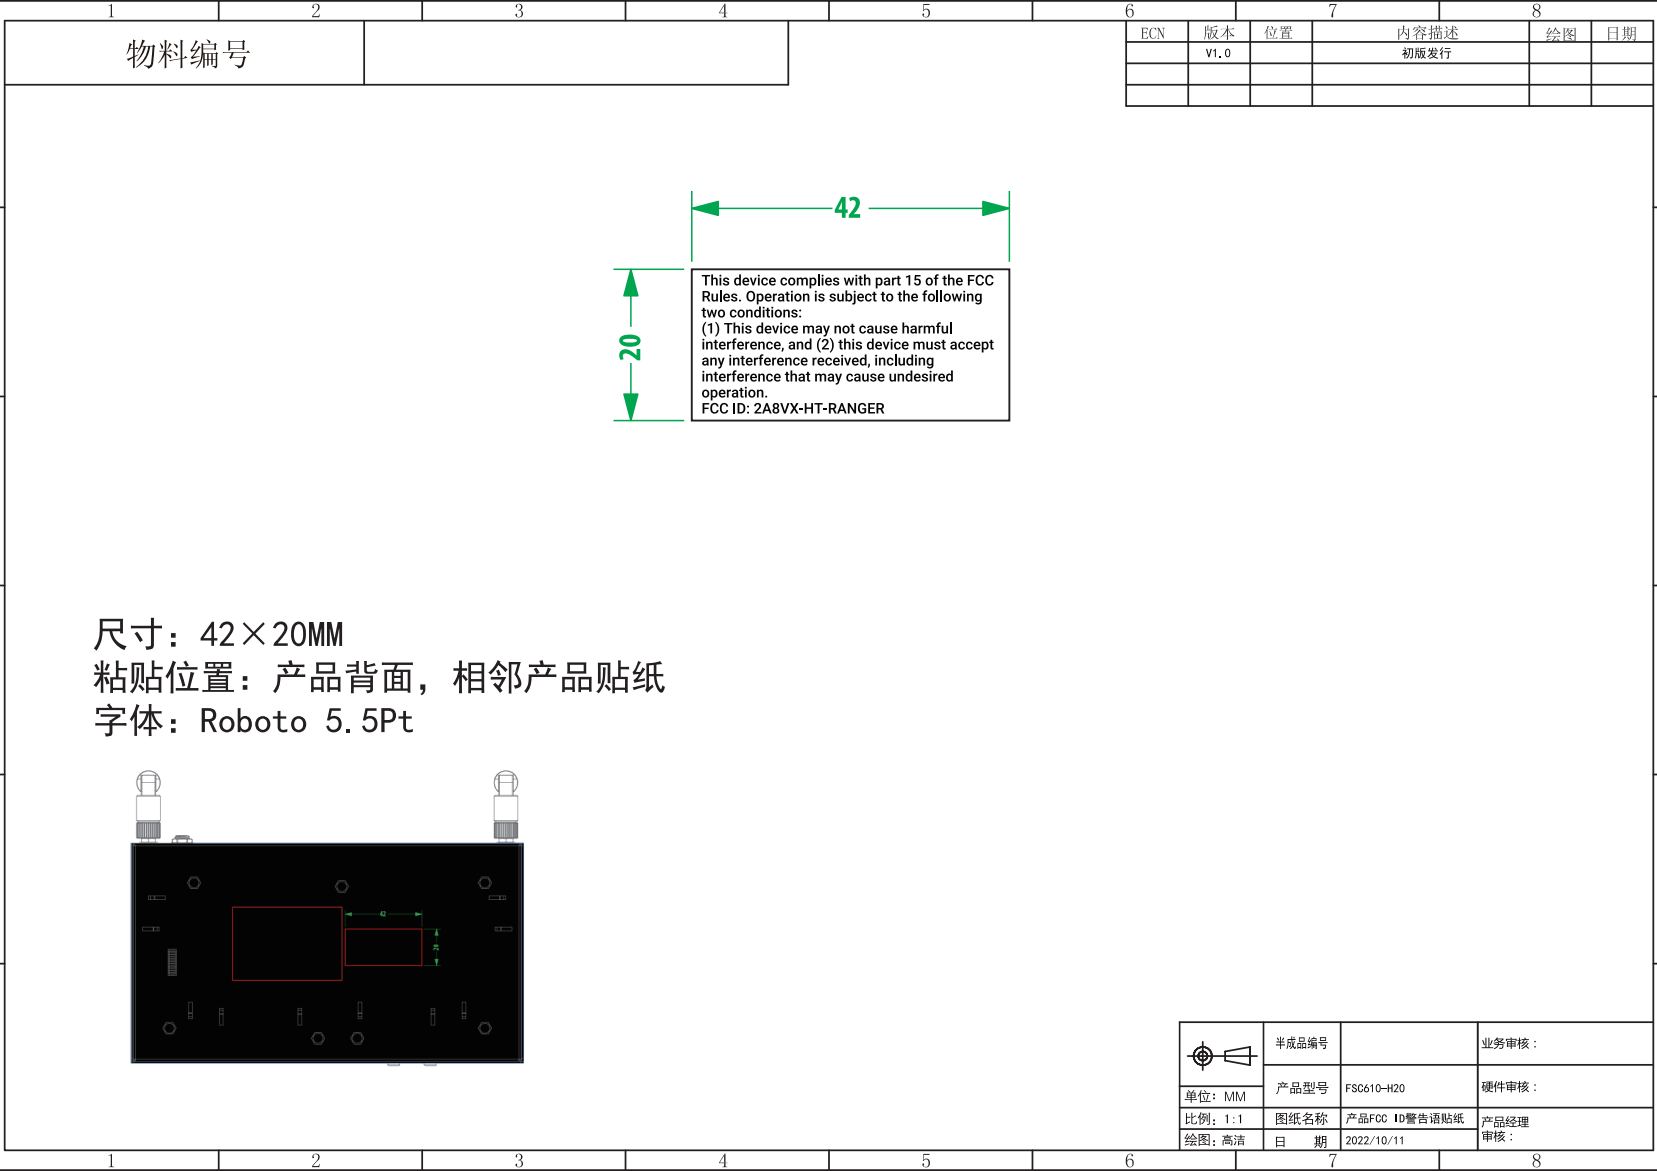 1 2 3 4 5 6 7 8
物料编号
ECN 版本 位置 内容描述 绘图 日期
V1.0 初版发行
42
20
This device complies with part 15 of the FCC
Rules. Operation is subject to the following
two conditions:
(1) This device may not cause harmful
interference, and (2) this device must accept
any interference received, including
interference that may cause undesired
operation.
FCC ID: 2A8VX-HT-RANGER
尺寸：42×20MM
粘贴位置：产品背面，相邻产品贴纸
字体：Roboto 5.5Pt
42
20
半成品编号 业务审核：
产品型号 FSC610-H20 硬件审核：
单位：MM
比例：1:1 图纸名称 产品FCC ID警告语贴纸 产品经理
审核：
绘图：高洁 日 期 2022/10/11
1 2 3 4 5 6 7 8